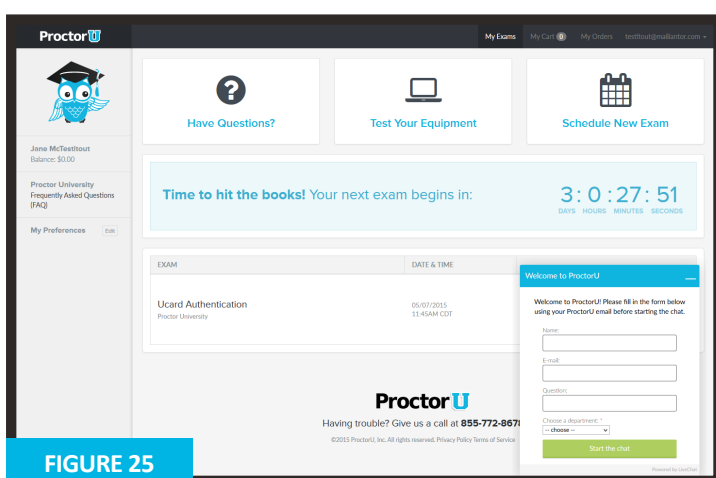 ProctorU
My Exams
My Cart 0
My Orders
testitout@mailiantor.com
Have Questions?
Test Your Equipment
Schedule New Exam
Jane McTestitout
Balance: $0.00
Proctor University
Frequently Asked Questions
(FAQ)
My Preferences Edit
Time to hit the books! Your next exam begins in:
3 : 0 : 27 : 51
DAYS HOURS MINUTES SECONDS
EXAM
DATE & TIME
Ucard Authentication
Proctor University
05/07/2015
11:45AM CDT
Welcome to ProctorU
Welcome to ProctorU! Please fill in the form below
using your ProctorU email before starting the chat.
Name:
E-mail:
Question:
Choose a department: *
-- choose --
Start the chat
Powered by LiveChat
ProctorU
Having trouble? Give us a call at 855-772-8678
©2015 ProctorU, Inc. All rights reserved. Privacy Policy Terms of Service
FIGURE 25